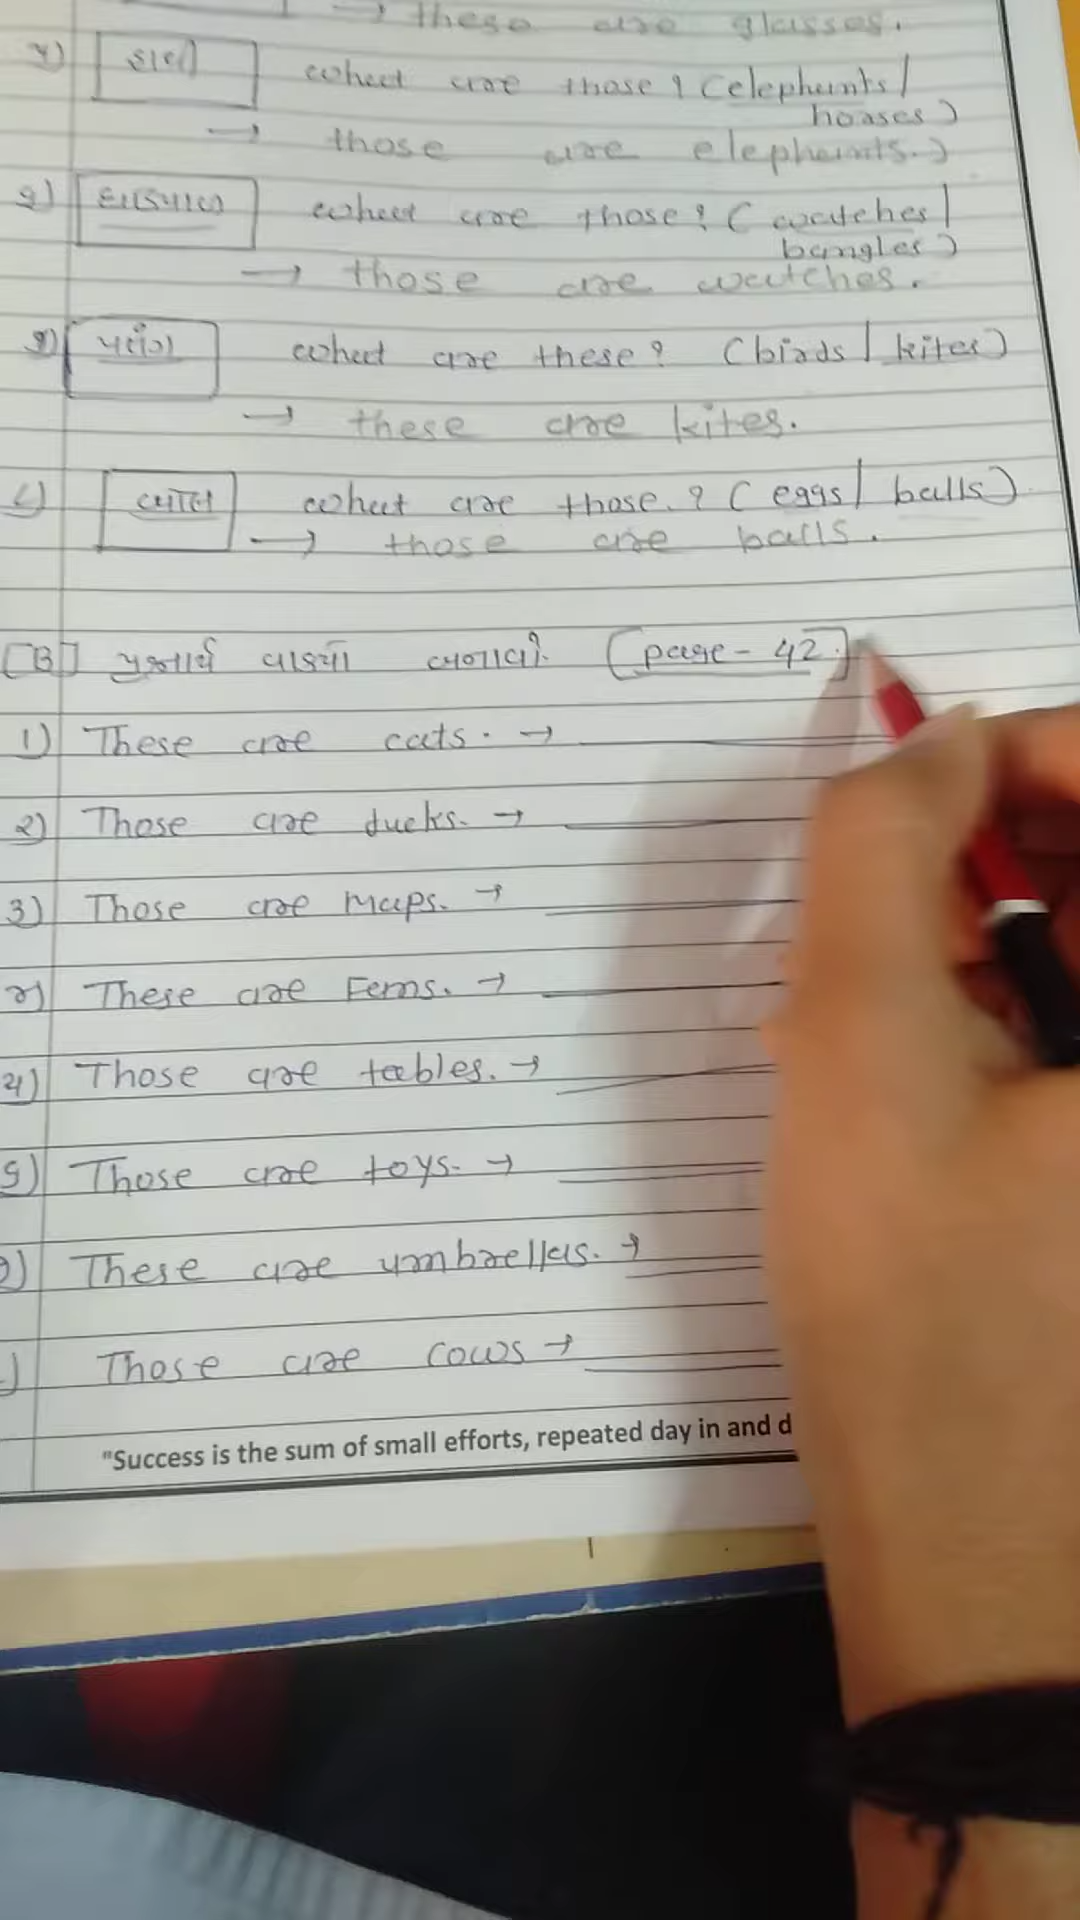 → these are glasses.
૫) હાથી what are those? (elephants/
horses)
→ those are elephants.)
૬) ઘડિયાળ what are those? (watches/
bangles)
→ those are watches.
૭) પતંગ what are these? (birds / kites)
→ these are kites.
૮) બોલ what are those.? (eggs/ balls)
→ those are balls.
[B] વાક્યો બનાવો. [page - 42.]
1) These are cats. →
2) Those are ducks. →
3) Those are maps. →
૪) These are Fems. →
૫) Those are tables. →
૬) Those are toys. →
૭) These are umbrellas. →
Those are cows →
"Success is the sum of small efforts, repeated day in and d